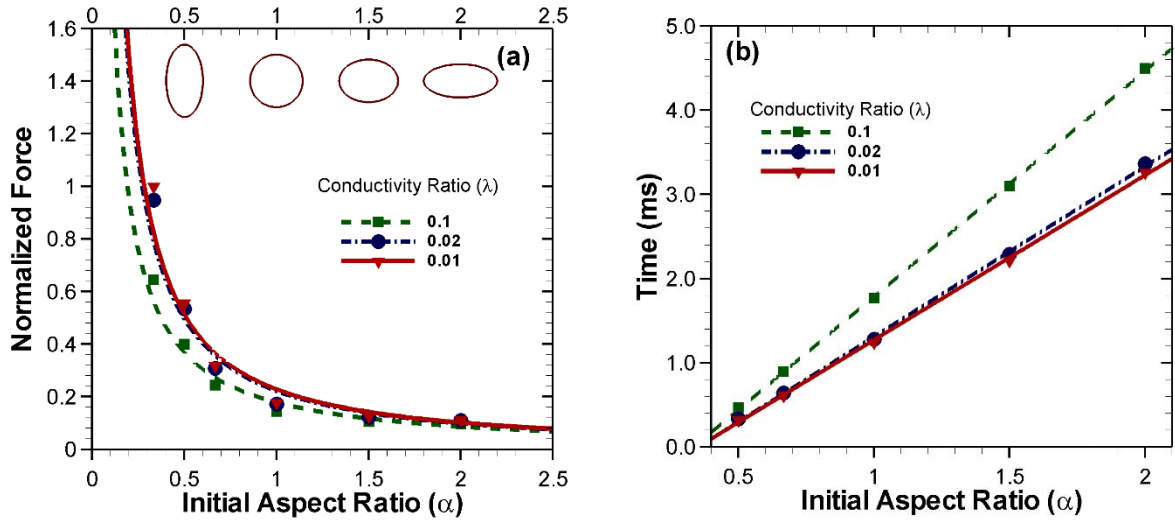 0 0.5 1 1.5 2 2.5
1.6
(a)
1.4
1.2
1
0.8
0.6
0.4
0.2
0
Normalized Force
Conductivity Ratio (λ)
0.1
0.02
0.01
0 0.5 1 1.5 2 2.5
Initial Aspect Ratio (α)
5.0
(b)
4.0
3.0
2.0
1.0
0.0
Time (ms)
Conductivity Ratio (λ)
0.1
0.02
0.01
0.5 1 1.5 2
Initial Aspect Ratio (α)